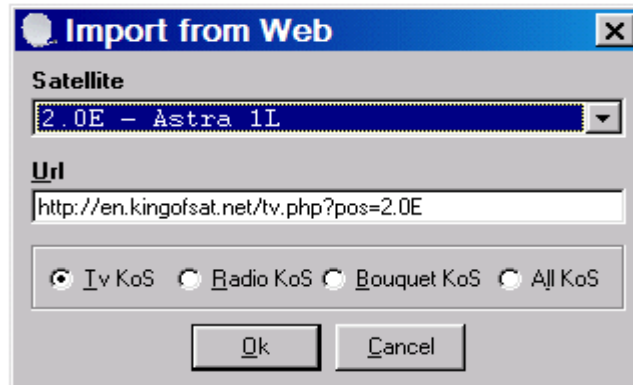 Import from Web
Satellite
2.0E – Astra 1L
Url
http://en.kingofsat.net/tv.php?pos=2.0E
Tv KoS Radio KoS Bouquet KoS All KoS
Ok Cancel